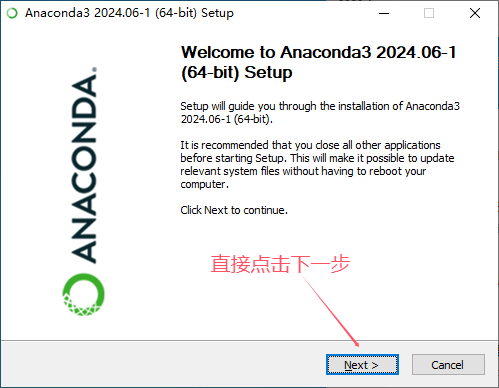 Anaconda3 2024.06-1 (64-bit) Setup
Welcome to Anaconda3 2024.06-1
(64-bit) Setup
ANACONDA.
Setup will guide you through the installation of Anaconda3
2024.06-1 (64-bit).
It is recommended that you close all other applications
before starting Setup. This will make it possible to update
relevant system files without having to reboot your
computer.
Click Next to continue.
直接点击下一步
Next >
Cancel